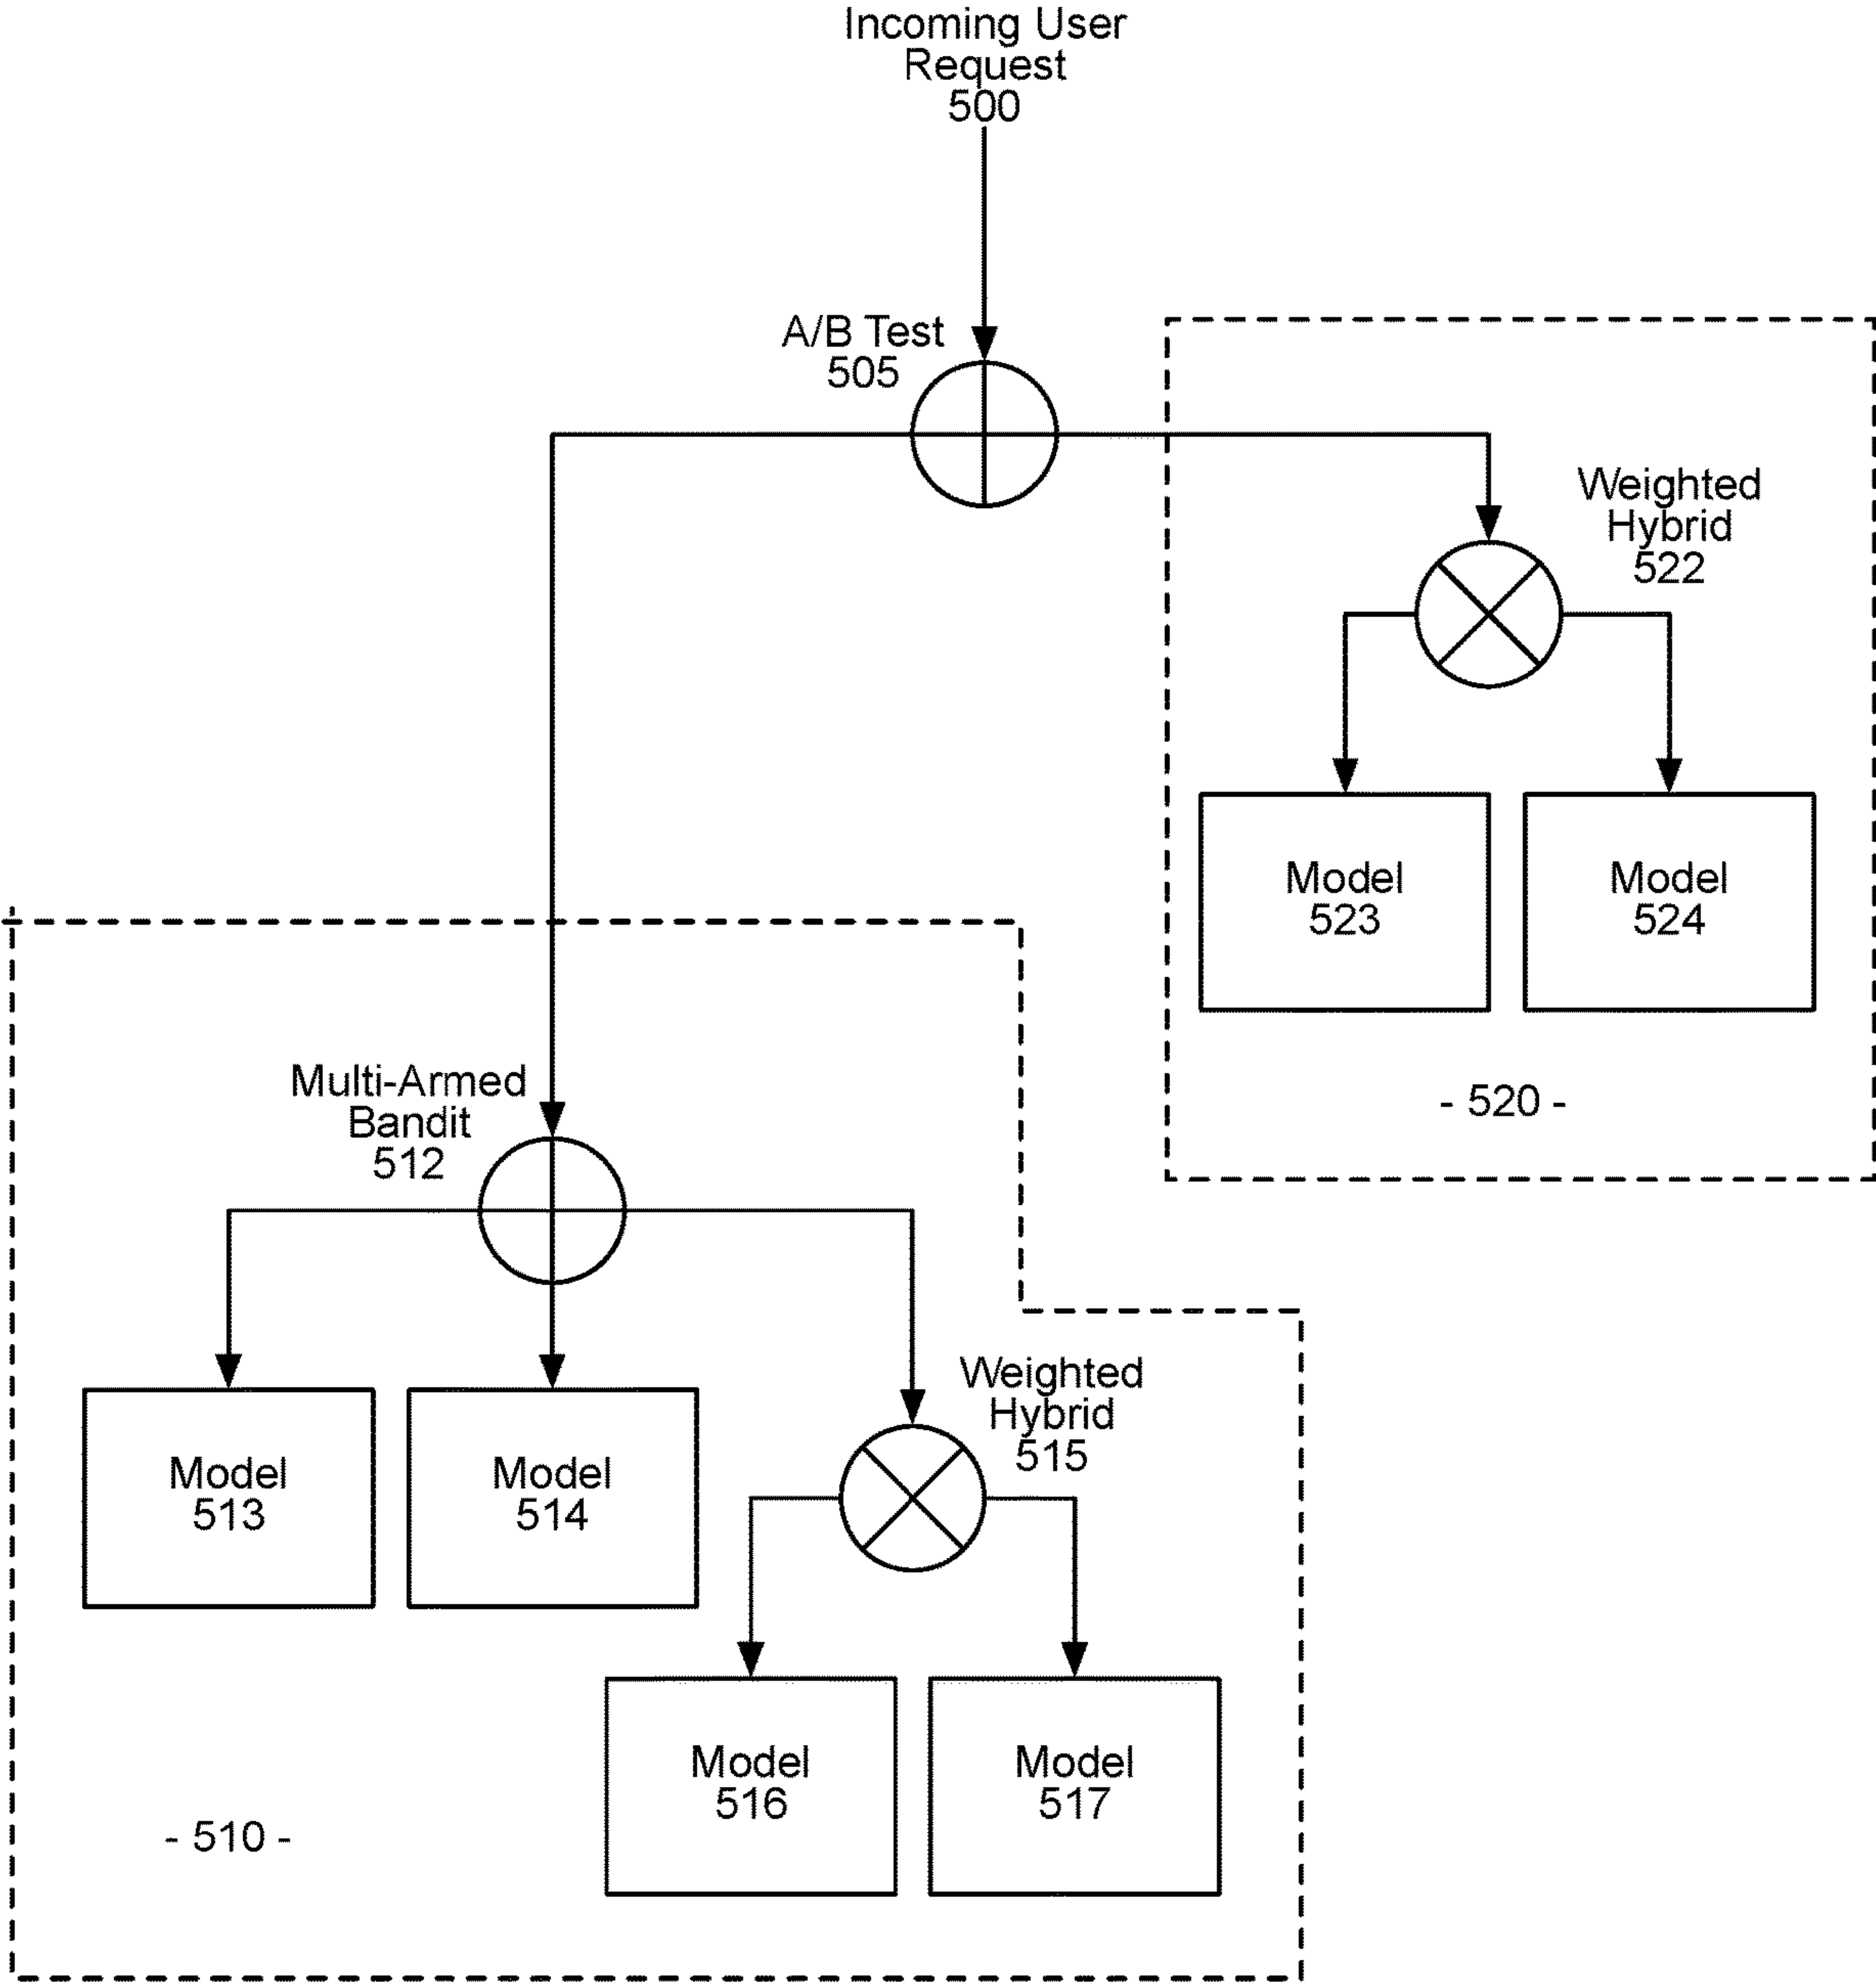 Incoming User
Request
500
A/B Test
505
Weighted
Hybrid
522
Model
523
Model
524
- 520 -
Multi-Armed
Bandit
512
Model
513
Model
514
Weighted
Hybrid
515
Model
516
Model
517
- 510 -